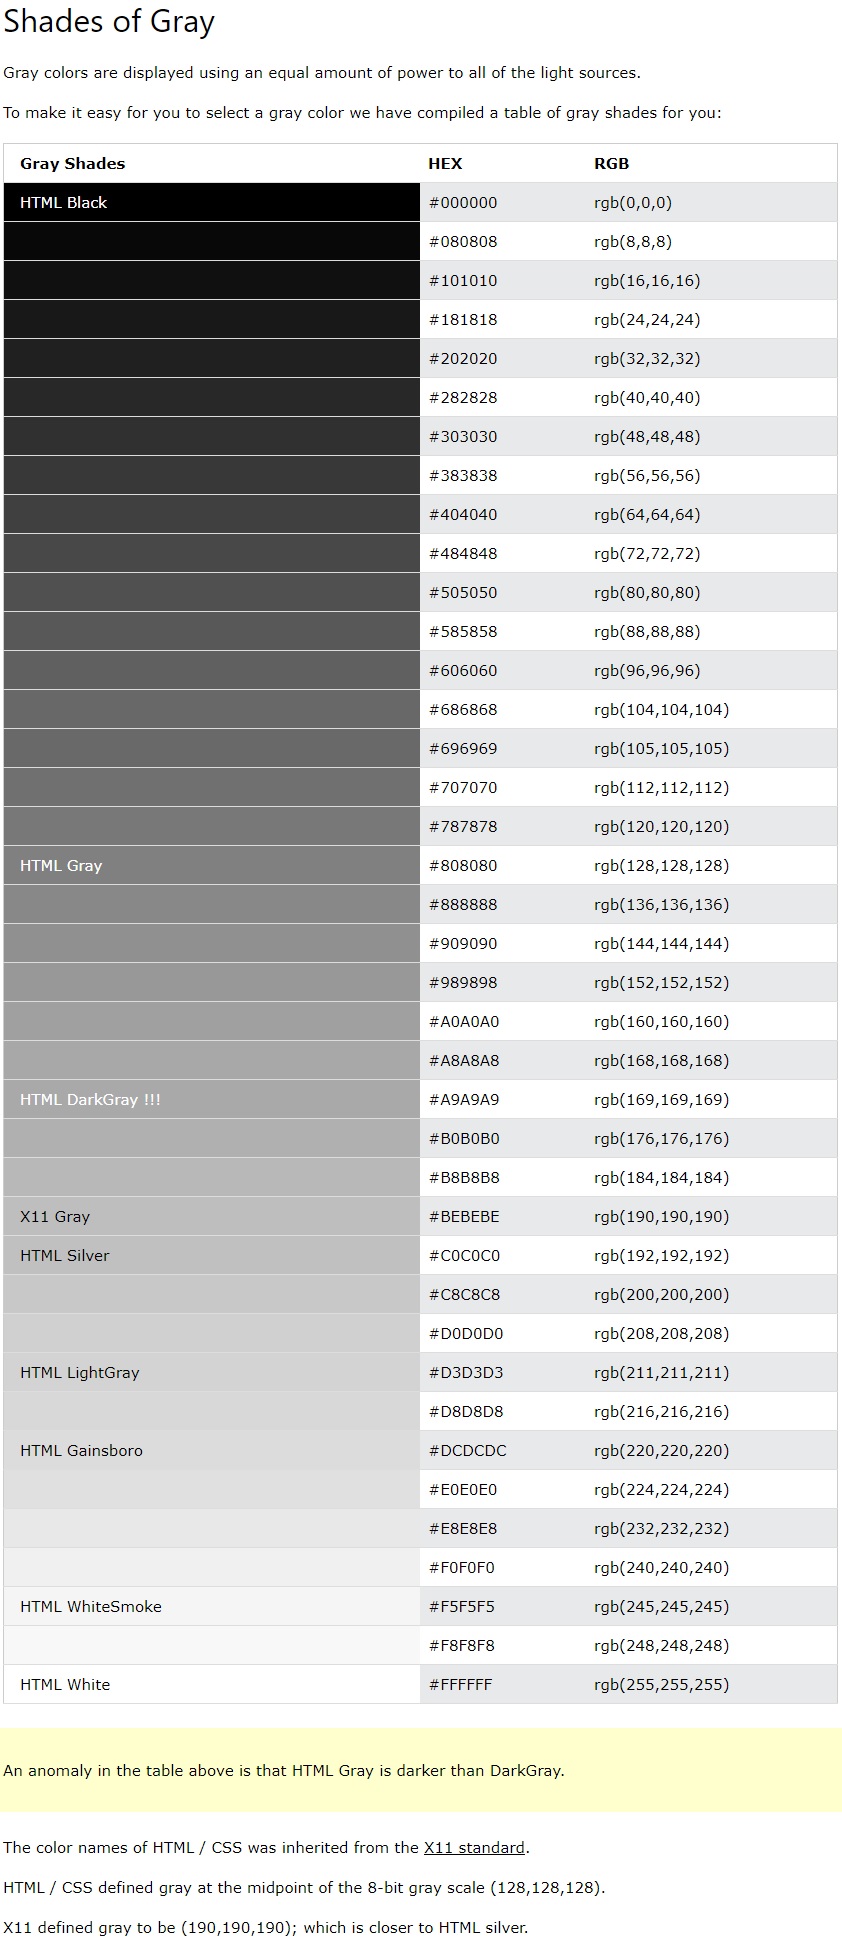 Shades of Gray
Gray colors are displayed using an equal amount of power to all of the light sources.
To make it easy for you to select a gray color we have compiled a table of gray shades for you:
Gray Shades HEX RGB
HTML Black #000000 rgb(0,0,0)
#080808 rgb(8,8,8)
#101010 rgb(16,16,16)
#181818 rgb(24,24,24)
#202020 rgb(32,32,32)
#282828 rgb(40,40,40)
#303030 rgb(48,48,48)
#383838 rgb(56,56,56)
#404040 rgb(64,64,64)
#484848 rgb(72,72,72)
#505050 rgb(80,80,80)
#585858 rgb(88,88,88)
#606060 rgb(96,96,96)
#686868 rgb(104,104,104)
#696969 rgb(105,105,105)
#707070 rgb(112,112,112)
#787878 rgb(120,120,120)
HTML Gray #808080 rgb(128,128,128)
#888888 rgb(136,136,136)
#909090 rgb(144,144,144)
#989898 rgb(152,152,152)
#A0A0A0 rgb(160,160,160)
#A8A8A8 rgb(168,168,168)
HTML DarkGray !!! #A9A9A9 rgb(169,169,169)
#B0B0B0 rgb(176,176,176)
#B8B8B8 rgb(184,184,184)
X11 Gray #BEBEBE rgb(190,190,190)
HTML Silver #C0C0C0 rgb(192,192,192)
#C8C8C8 rgb(200,200,200)
#D0D0D0 rgb(208,208,208)
HTML LightGray #D3D3D3 rgb(211,211,211)
#D8D8D8 rgb(216,216,216)
HTML Gainsboro #DCDCDC rgb(220,220,220)
#E0E0E0 rgb(224,224,224)
#E8E8E8 rgb(232,232,232)
#F0F0F0 rgb(240,240,240)
HTML WhiteSmoke #F5F5F5 rgb(245,245,245)
#F8F8F8 rgb(248,248,248)
HTML White #FFFFFF rgb(255,255,255)
An anomaly in the table above is that HTML Gray is darker than DarkGray.
The color names of HTML / CSS was inherited from the X11 standard.
HTML / CSS defined gray at the midpoint of the 8-bit gray scale (128,128,128).
X11 defined gray to be (190,190,190); which is closer to HTML silver.